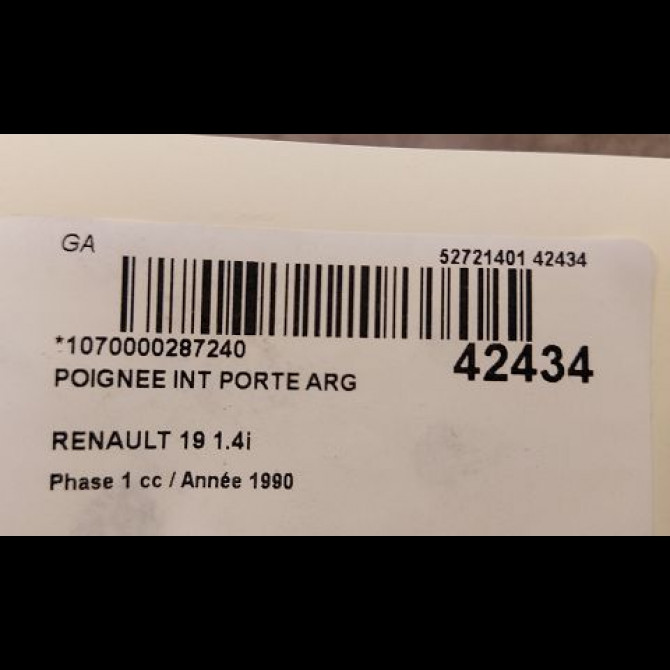 GA
52721401 42434
*1070000287240
42434
POIGNEE INT PORTE ARG
RENAULT 19 1.4i
Phase 1 cc / Année 1990